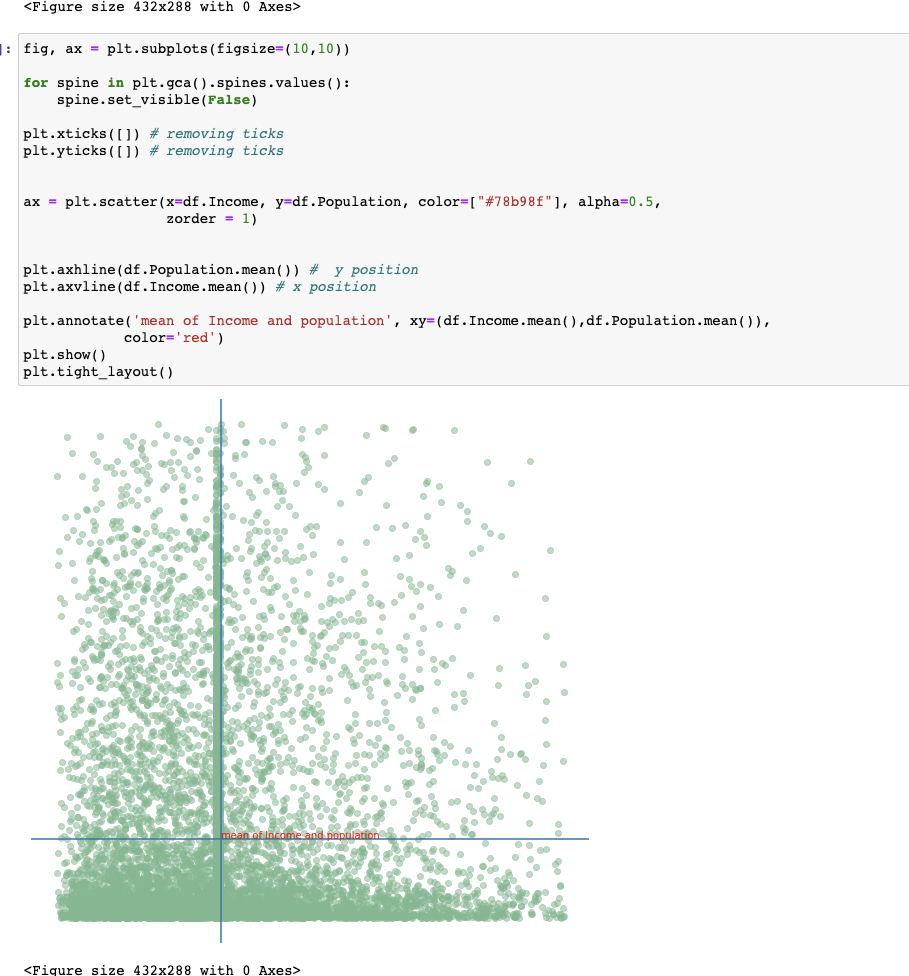 <Figure size 432x288 with 0 Axes>
]: fig, ax = plt.subplots(figsize=(10,10))
for spine in plt.gca().spines.values():
    spine.set_visible(False)
plt.xticks([]) # removing ticks
plt.yticks([]) # removing ticks
ax = plt.scatter(x=df.Income, y=df.Population, color=["#78b98f"], alpha=0.5,
                 zorder = 1)
plt.axhline(df.Population.mean()) #  y position
plt.axvline(df.Income.mean()) # x position
plt.annotate('mean of Income and population', xy=(df.Income.mean(),df.Population.mean()),
            color='red')
plt.show()
plt.tight_layout()
mean of Income and population
<Figure size 432x288 with 0 Axes>